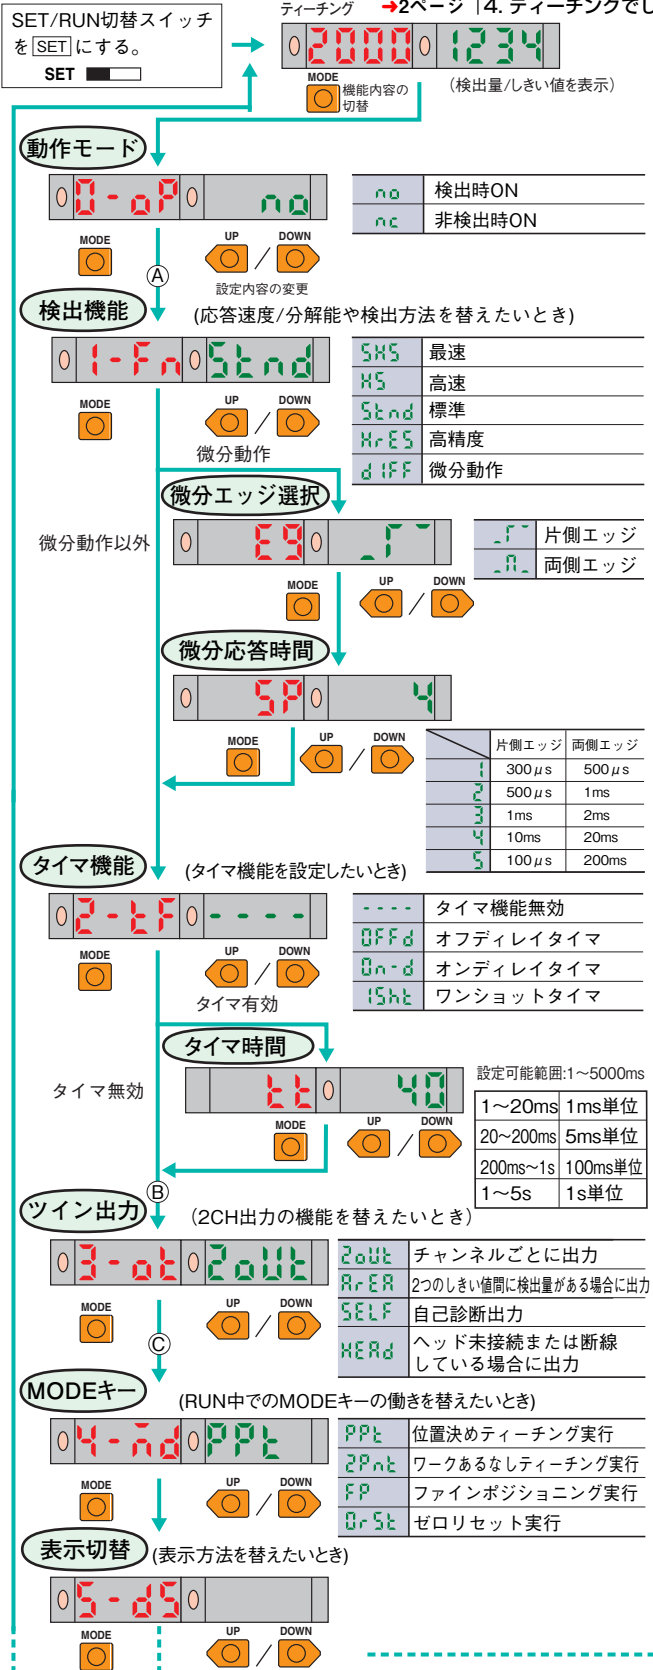 ティーチング →2ページ「4. ティーチングでし
SET/RUN切替スイッチ
を SET にする。
SET
2000 1234
MODE
機能内容の
切替
(検出量/しきい値を表示)
動作モード
0-oP no
no 検出時ON
nc 非検出時ON
MODE UP / DOWN
設定内容の変更
Ⓐ
検出機能 (応答速度/分解能や検出方法を替えたいとき)
1-Fn Stnd
SHS 最速
HS 高速
Stnd 標準
HrES 高精度
dIFF 微分動作
MODE UP / DOWN
微分動作
微分エッジ選択
微分動作以外
Eg
片側エッジ
両側エッジ
MODE UP / DOWN
微分応答時間
SP 4
MODE UP / DOWN
片側エッジ 両側エッジ
1 300μs 500μs
2 500μs 1ms
3 1ms 2ms
4 10ms 20ms
5 100μs 200ms
タイマ機能 (タイマ機能を設定したいとき)
2-tF ----
---- タイマ機能無効
OFFd オフディレイタイマ
On-d オンディレイタイマ
1Sht ワンショットタイマ
MODE UP / DOWN
タイマ有効
タイマ時間
タイマ無効
tt 40
設定可能範囲:1～5000ms
1～20ms 1ms単位
20～200ms 5ms単位
200ms～1s 100ms単位
1～5s 1s単位
MODE UP / DOWN
Ⓑ
ツイン出力 (2CH出力の機能を替えたいとき)
3-ot 2oUt
2oUt チャンネルごとに出力
ArEA 2つのしきい値間に検出量がある場合に出力
SELF 自己診断出力
HEAd ヘッド未接続または断線
している場合に出力
MODE UP / DOWN
Ⓒ
MODEキー (RUN中でのMODEキーの働きを替えたいとき)
4-md PPt
PPt 位置決めティーチング実行
2Pnt ワークあるなしティーチング実行
FP ファインポジショニング実行
0rSt ゼロリセット実行
MODE UP / DOWN
表示切替 (表示方法を替えたいとき)
5-dS
MODE UP / DOWN